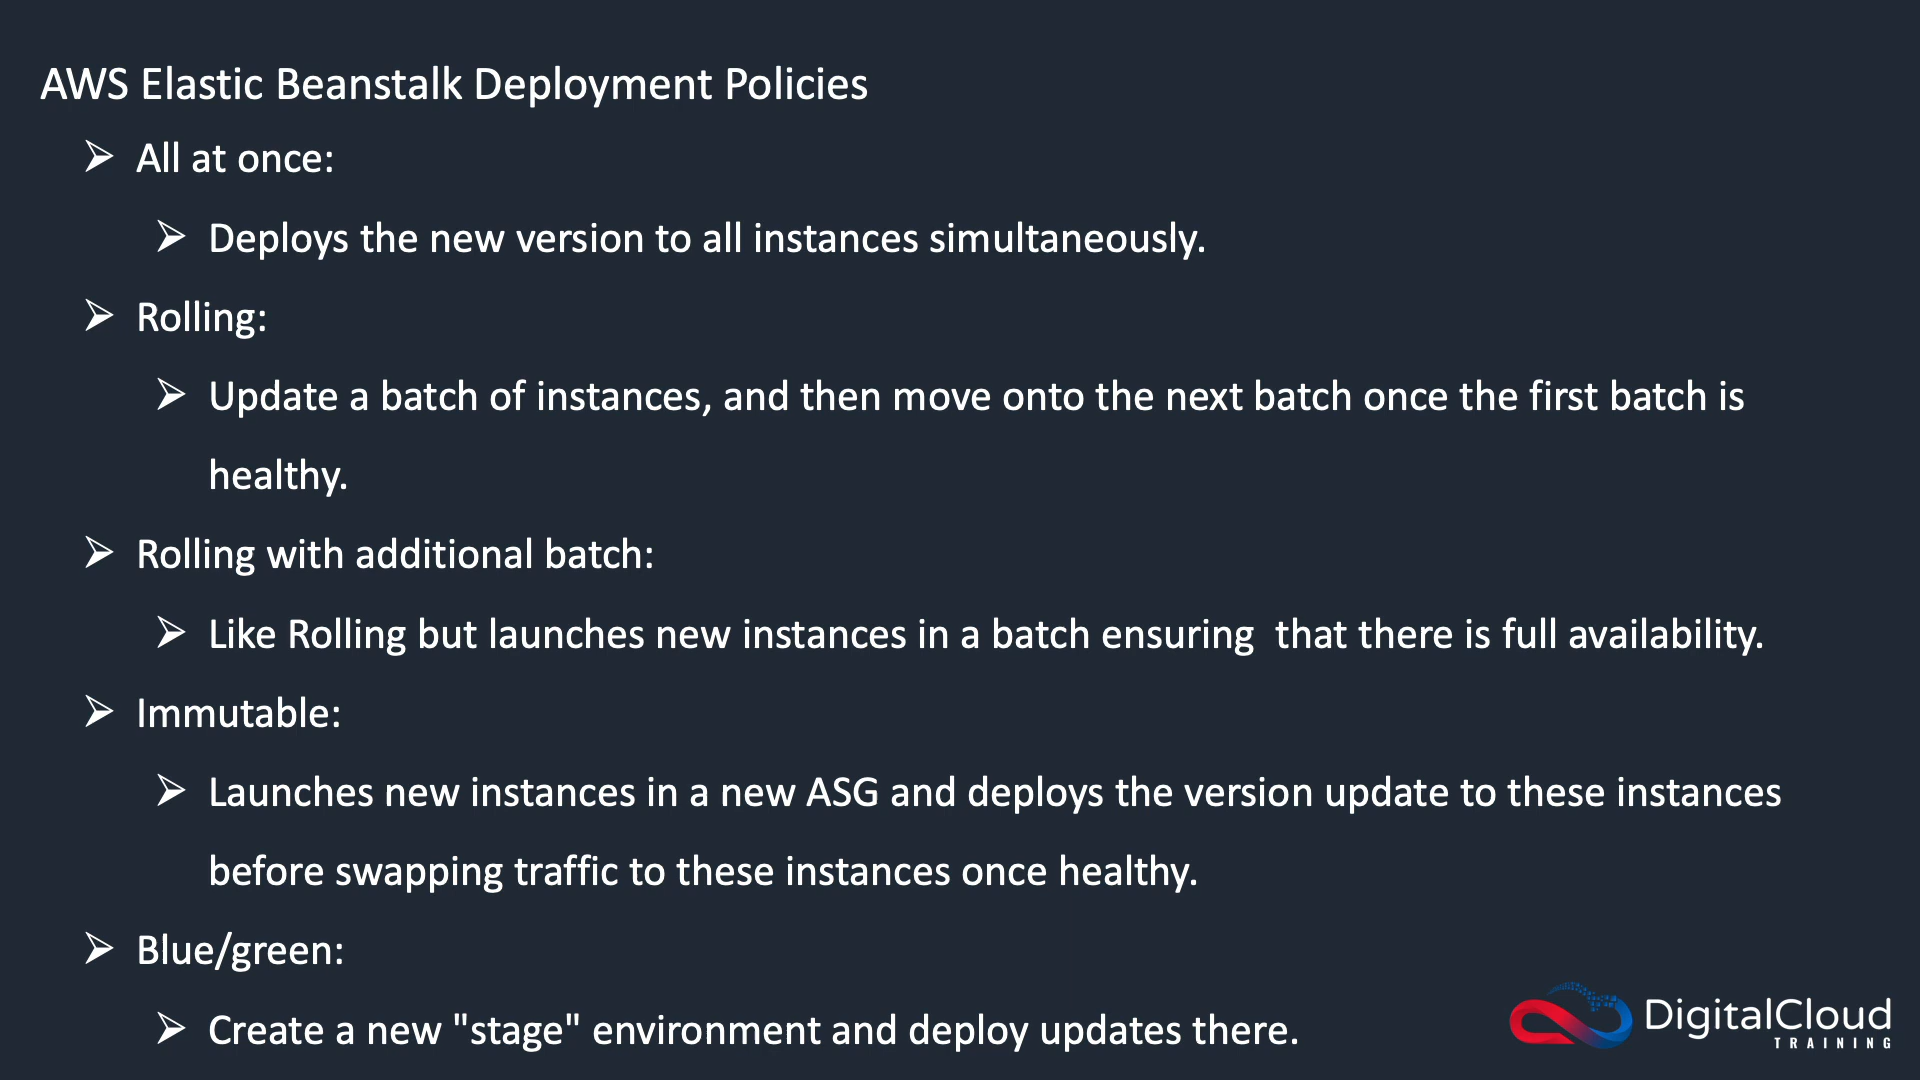 AWS Elastic Beanstalk Deployment Policies
All at once:
Deploys the new version to all instances simultaneously.
Rolling:
Update a batch of instances, and then move onto the next batch once the first batch is
healthy.
Rolling with additional batch:
Like Rolling but launches new instances in a batch ensuring  that there is full availability.
Immutable:
Launches new instances in a new ASG and deploys the version update to these instances
before swapping traffic to these instances once healthy.
Blue/green:
Create a new "stage" environment and deploy updates there.
DigitalCloud
TRAINING